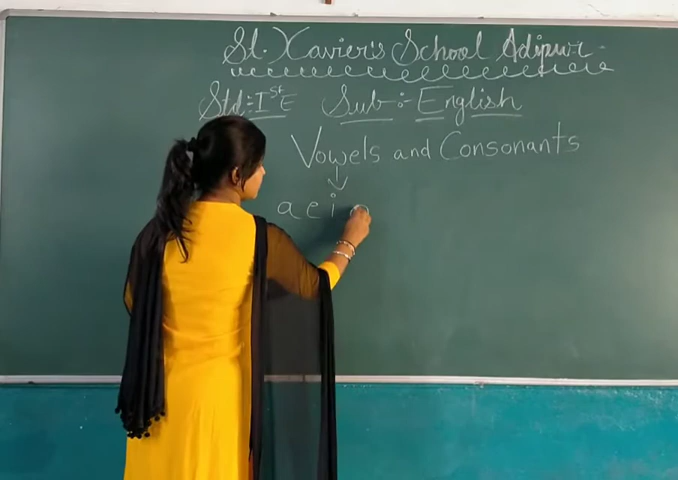 St. Xavier's School Adipur
Std: Ist E Sub: English
Vowels and Consonants
a e i o